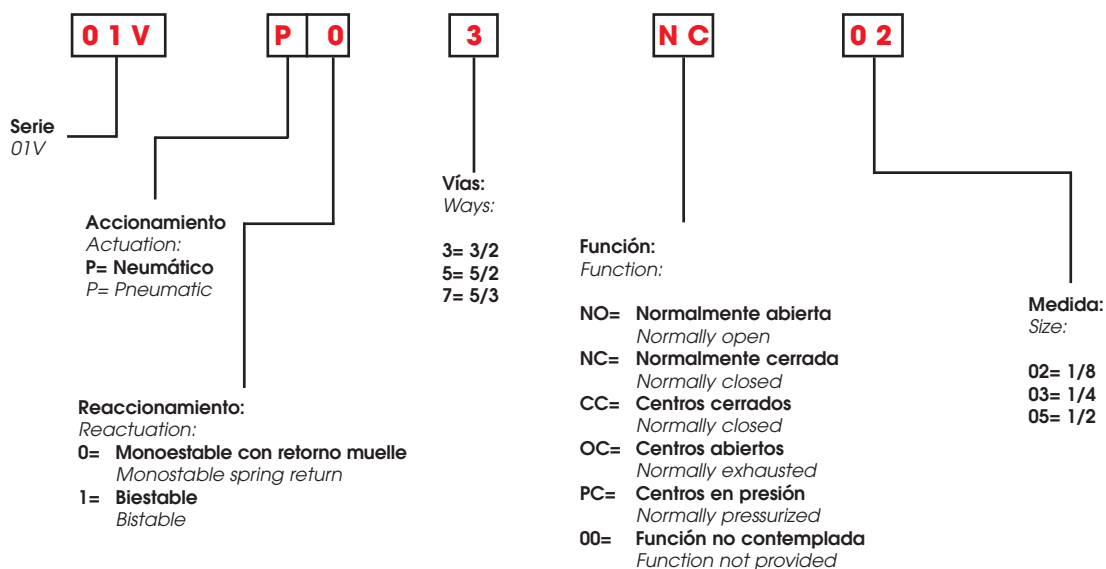 01V P 0 3 NC 02
Serie
01V
Accionamiento
Actuation:
P= Neumático
P= Pneumatic
Reaccionamiento:
Reactuation:
0= Monoestable con retorno muelle
Monostable spring return
1= Biestable
Bistable
Vías:
Ways:
3= 3/2
5= 5/2
7= 5/3
Función:
Function:
NO= Normalmente abierta
Normally open
NC= Normalmente cerrada
Normally closed
CC= Centros cerrados
Normally closed
OC= Centros abiertos
Normally exhausted
PC= Centros en presión
Normally pressurized
00= Función no contemplada
Function not provided
Medida:
Size:
02= 1/8
03= 1/4
05= 1/2